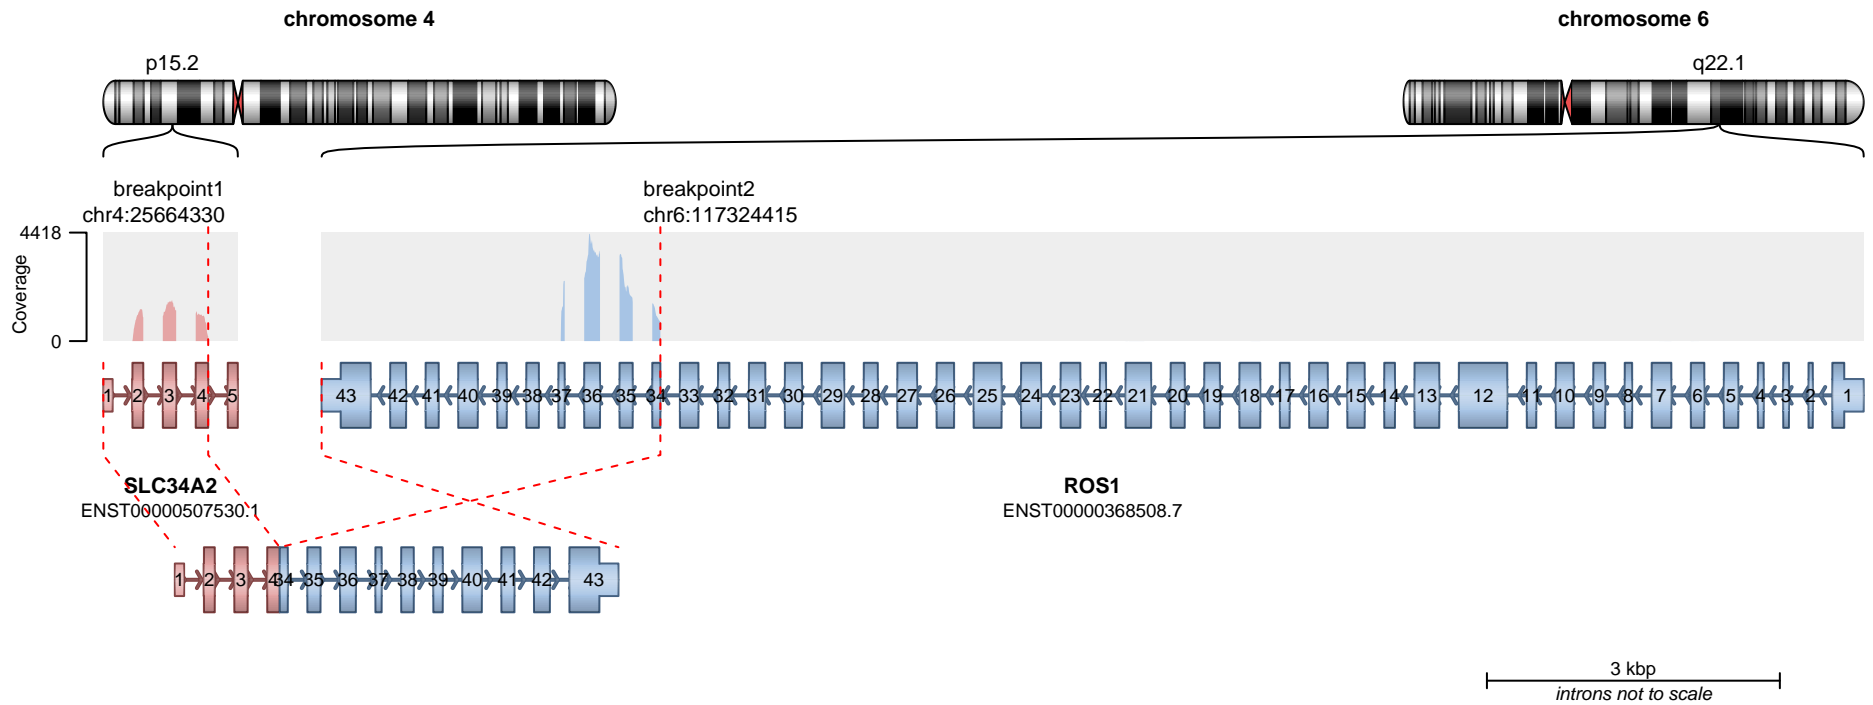 chromosome 4
chromosome 6
p15.2
q22.1
breakpoint1
chr4:25664330
breakpoint2
chr6:117324415
4418
Coverage
0
1 2 3 4 5
43 42 41 40 39 38 37 36 35 34 33 32 31 30 29 28 27 26 25 24 23 22 21 20 19 18 17 16 15 14 13 12 11 10 9 8 7 6 5 4 3 2 1
SLC34A2
ENST00000507530.1
ROS1
ENST00000368508.7
1 2 3 4 34 35 36 37 38 39 40 41 42 43
3 kbp
introns not to scale